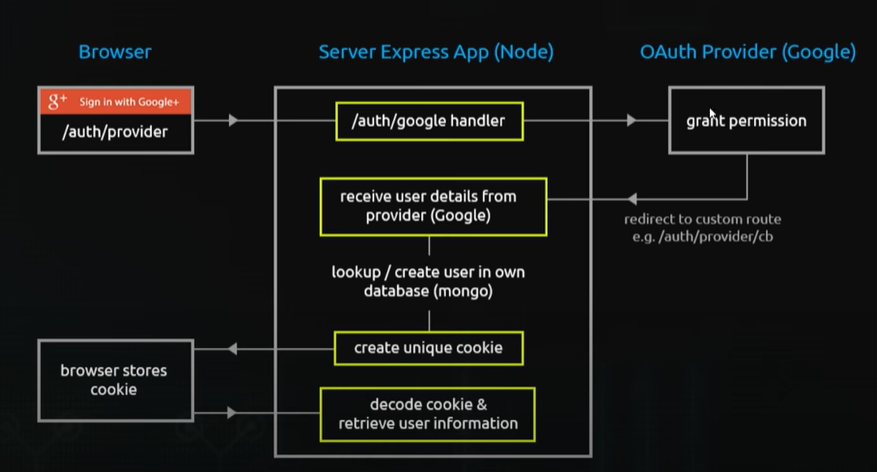 Browser
Server Express App (Node)
OAuth Provider (Google)
g+ Sign in with Google+
/auth/provider
/auth/google handler
grant permission
receive user details from
provider (Google)
redirect to custom route
e.g. /auth/provider/cb
lookup / create user in own
database (mongo)
create unique cookie
browser stores
cookie
decode cookie &
retrieve user information